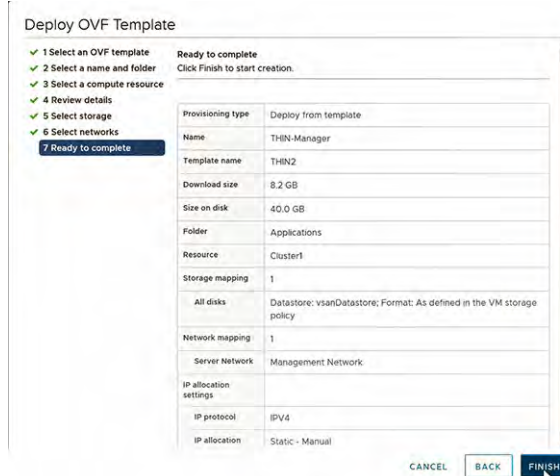 Deploy OVF Template
1 Select an OVF template
2 Select a name and folder
3 Select a compute resource
4 Review details
5 Select storage
6 Select networks
7 Ready to complete
Ready to complete
Click Finish to start creation.
Provisioning type Deploy from template
Name THIN-Manager
Template name THIN2
Download size 8.2 GB
Size on disk 40.0 GB
Folder Applications
Resource Cluster1
Storage mapping 1
All disks Datastore: vsanDatastore; Format: As defined in the VM storage
policy
Network mapping 1
Server Network Management Network
IP allocation
settings
IP protocol IPV4
IP allocation Static - Manual
CANCEL BACK FINISH